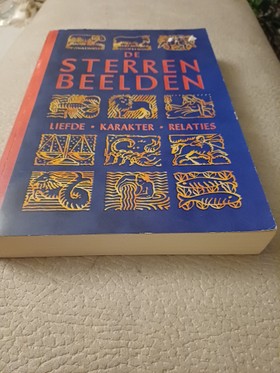 DE
STERREN
BEELDEN
LIEFDE • KARAKTER • RELATIES